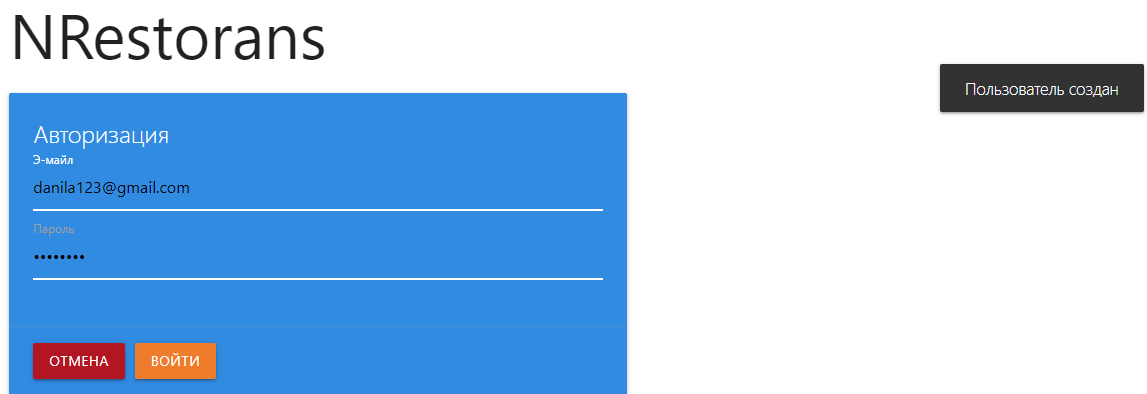 NRestorans
Пользователь создан
Авторизация
Э-майл
danila123@gmail.com
Пароль
••••••••
ОТМЕНА
ВОЙТИ